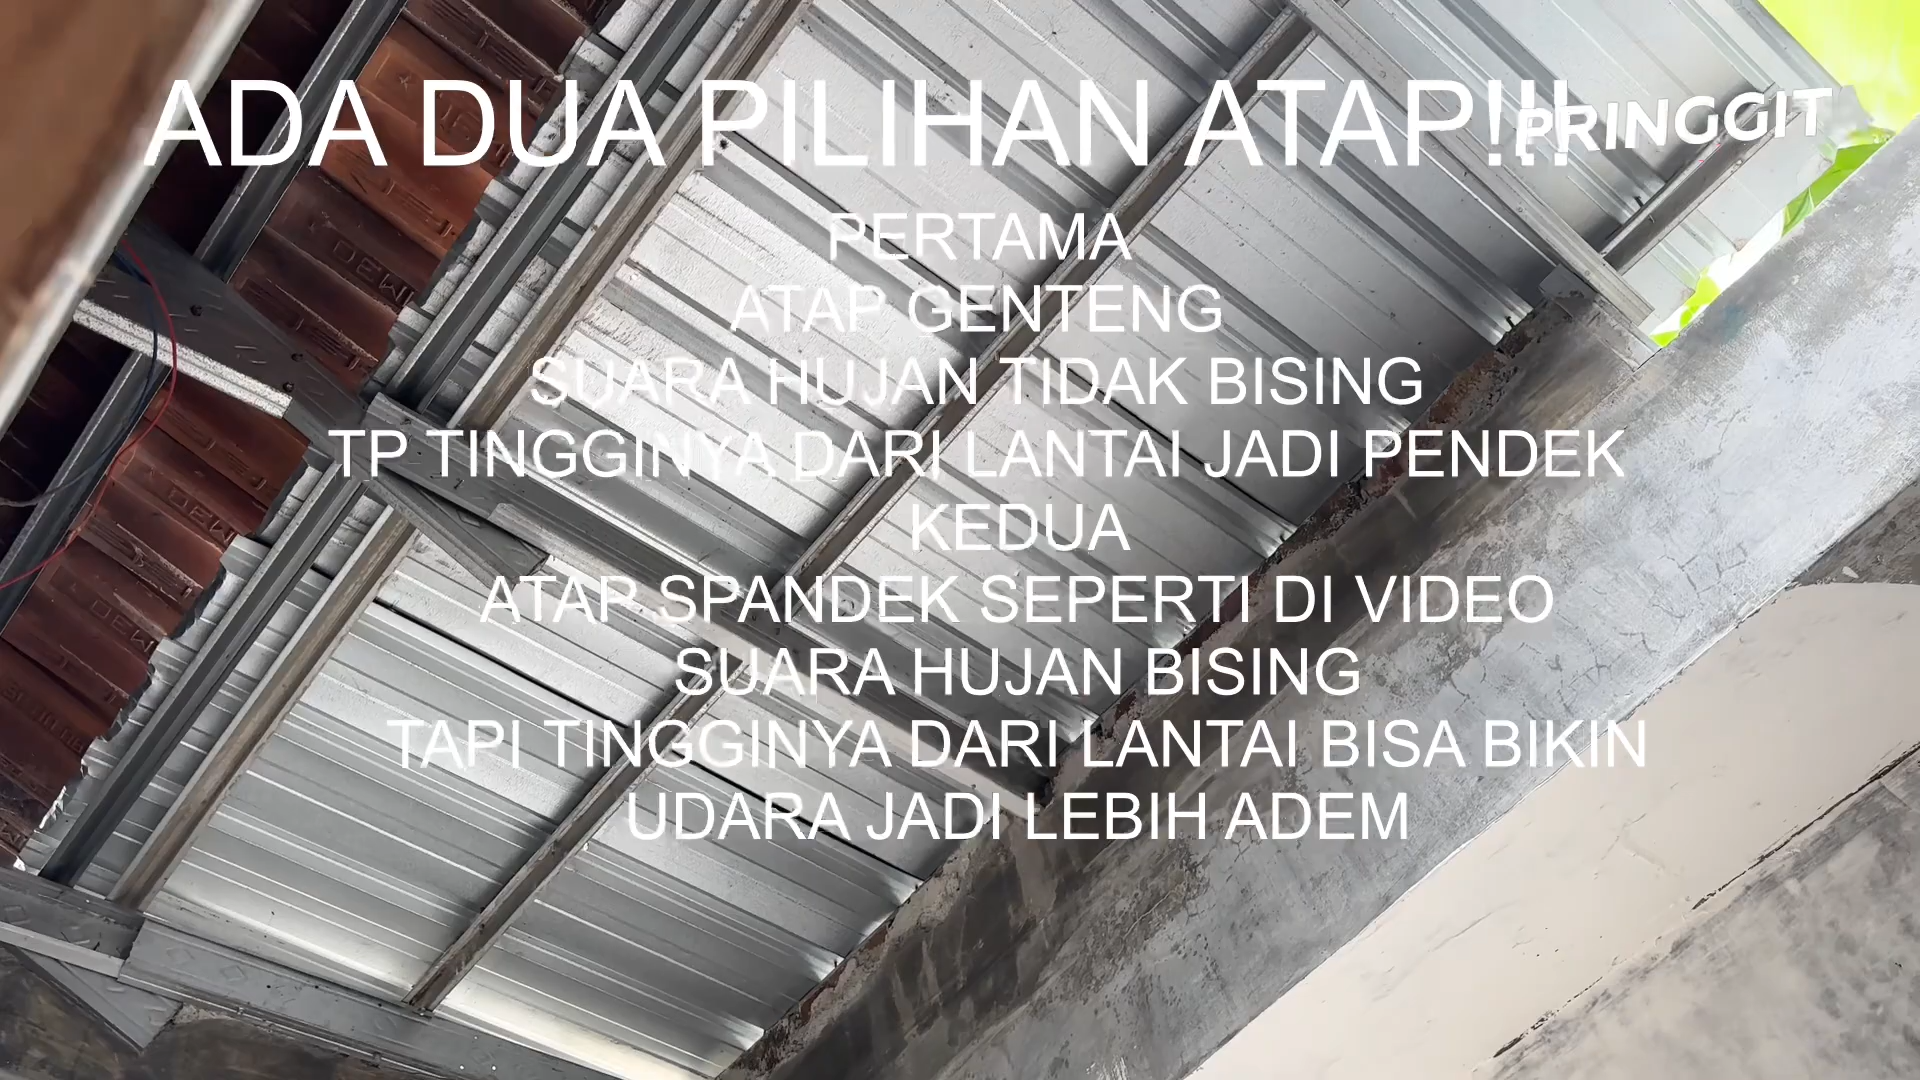 ADA DUA PILIHAN ATAP!!!
PRINGGIT
PERTAMA
ATAP GENTENG
SUARA HUJAN TIDAK BISING
TP TINGGINYA DARI LANTAI JADI PENDEK
KEDUA
ATAP SPANDEK SEPERTI DI VIDEO
SUARA HUJAN BISING
TAPI TINGGINYA DARI LANTAI BISA BIKIN
UDARA JADI LEBIH ADEM